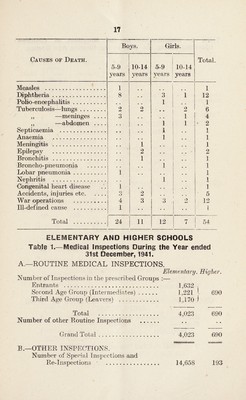 17
Causes of Death. Boys. Girls. Total.
5-9 years 10-14 years 5-9 years 10-14 years
Measles .. 1 .. .. .. 1
Diphtheria .. 8 .. 3 1 12
Polio-encephalitis .. .. .. 1 .. 1
Tuberculosis—lungs .. 2 2 .. 2 6
„ —meninges .. 3 .. .. 1 4
„ —abdomen .. .. .. 1 1 2
Septicaemia .. .. .. 1 .. 1
Anaemia .. .. .. 1 .. 1
Meningitis .. .. 1 .. .. 1
Epilepsy .. .. 2 .. .. 2
Bronchitis .. .. 1 .. .. 1
Broncho-pneumonia .. .. .. 1 .. 1
Lobar pneumonia .. 1 .. .. .. 1
Nephritis .. .. .. 1 .. 1
Congenital heart disease .. 1 .. .. .. 1
Accidents, injuries etc. .. 3 2 .. .. 5
War operations .. 4 3 3 2 12
Ill-defined cause .. 1 .. .. .. 1
Total .. 24 11 12 7 54
ELEMENTARY AND HIGHER SCHOOLS
Table 1.—Medical Inspections During the Year ended
31st December, 1941.
A.—ROUTINE MEDICAL INSPECTIONS.
Elementary. Higher.
Number of Inspections in the prescribed Groups :—
Entrants .. 1,632
Second Age Group (Intermediates) .. 1,221 690
Third Age Group (Leavers) .. 1,170
Total .. 4,023 690
Number of other Routine Inspections .. .. ..
Grand Total .. 4,023 690
B.—OTHER INSPECTIONS.
Number of Special Inspections and
Re-Inspections .. 14,658 193